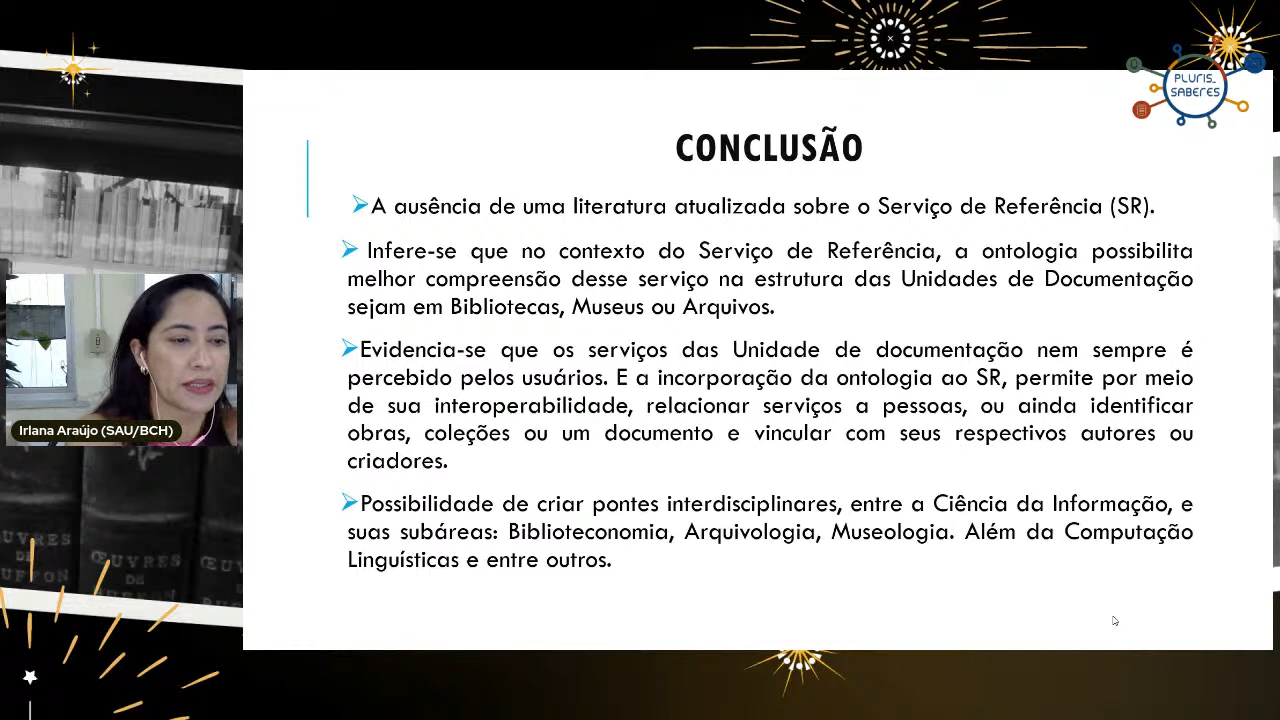 PLURIS_
SABERES
CONCLUSÃO
A ausência de uma literatura atualizada sobre o Serviço de Referência (SR).
Infere-se que no contexto do Serviço de Referência, a ontologia possibilita
melhor compreensão desse serviço na estrutura das Unidades de Documentação
sejam em Bibliotecas, Museus ou Arquivos.
Evidencia-se que os serviços das Unidade de documentação nem sempre é
percebido pelos usuários. E a incorporação da ontologia ao SR, permite por meio
de sua interoperabilidade, relacionar serviços a pessoas, ou ainda identificar
obras, coleções ou um documento e vincular com seus respectivos autores ou
criadores.
Possibilidade de criar pontes interdisciplinares, entre a Ciência da Informação, e
suas subáreas: Biblioteconomia, Arquivologia, Museologia. Além da Computação
Linguísticas e entre outros.
Irlana Araújo (SAU/BCH)
ŒUVRES
DE
ŒUVRES
DE